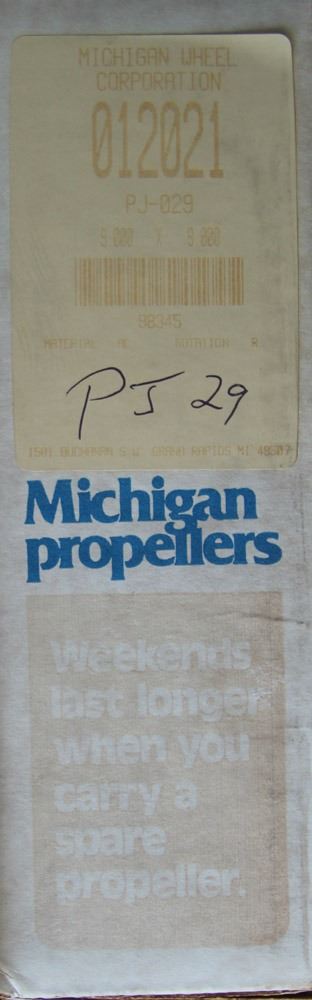 MICHIGAN WHEEL
CORPORATION
012021
PJ-029
9.000 X 9.000
98345
MATERIAL AL ROTATION R
PJ 29
1501 BUCHANAN S.W. GRAND RAPIDS MI 49507
Michigan
propellers
Weekends
last longer
when you
carry a
spare
propeller.